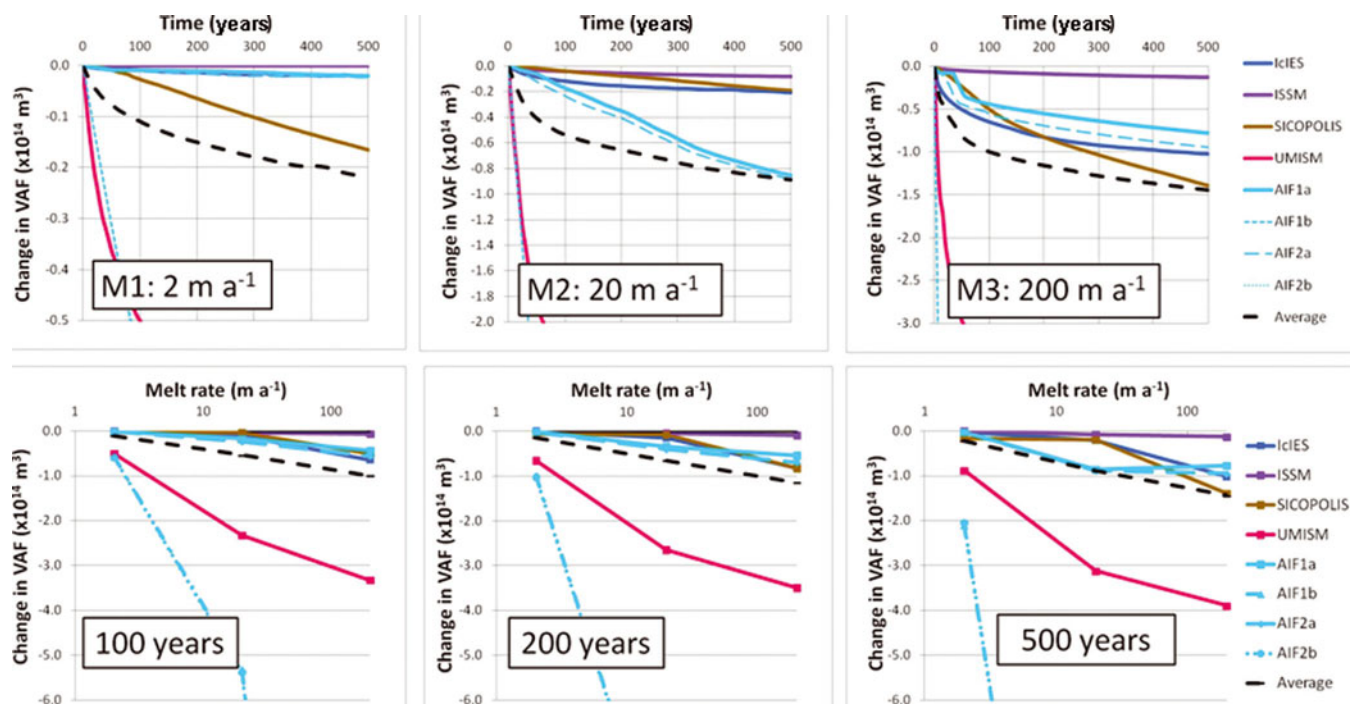 Time (years)
0 100 200 300 400 500
0.0
-0.1
-0.2
-0.3
-0.4
-0.5
Change in VAF (x10¹⁴ m³)
M1: 2 m a⁻¹
Time (years)
0 100 200 300 400 500
0.0
-0.2
-0.4
-0.6
-0.8
-1.0
-1.2
-1.4
-1.6
-1.8
-2.0
Change in VAF (x10¹⁴ m³)
M2: 20 m a⁻¹
Time (years)
0 100 200 300 400 500
0.0
-0.5
-1.0
-1.5
-2.0
-2.5
-3.0
Change in VAF (x10¹⁴ m³)
M3: 200 m a⁻¹
IcIES
ISSM
SICOPOLIS
UMISM
AIF1a
AIF1b
AIF2a
AIF2b
Average
Melt rate (m a⁻¹)
1 10 100
0.0
-1.0
-2.0
-3.0
-4.0
-5.0
-6.0
Change in VAF (x10¹⁴ m³)
100 years
Melt rate (m a⁻¹)
1 10 100
0.0
-1.0
-2.0
-3.0
-4.0
-5.0
-6.0
Change in VAF (x10¹⁴ m³)
200 years
Melt rate (m a⁻¹)
1 10 100
0.0
-1.0
-2.0
-3.0
-4.0
-5.0
-6.0
Change in VAF (x10¹⁴ m³)
500 years
IcIES
ISSM
SICOPOLIS
UMISM
AIF1a
AIF1b
AIF2a
AIF2b
Average